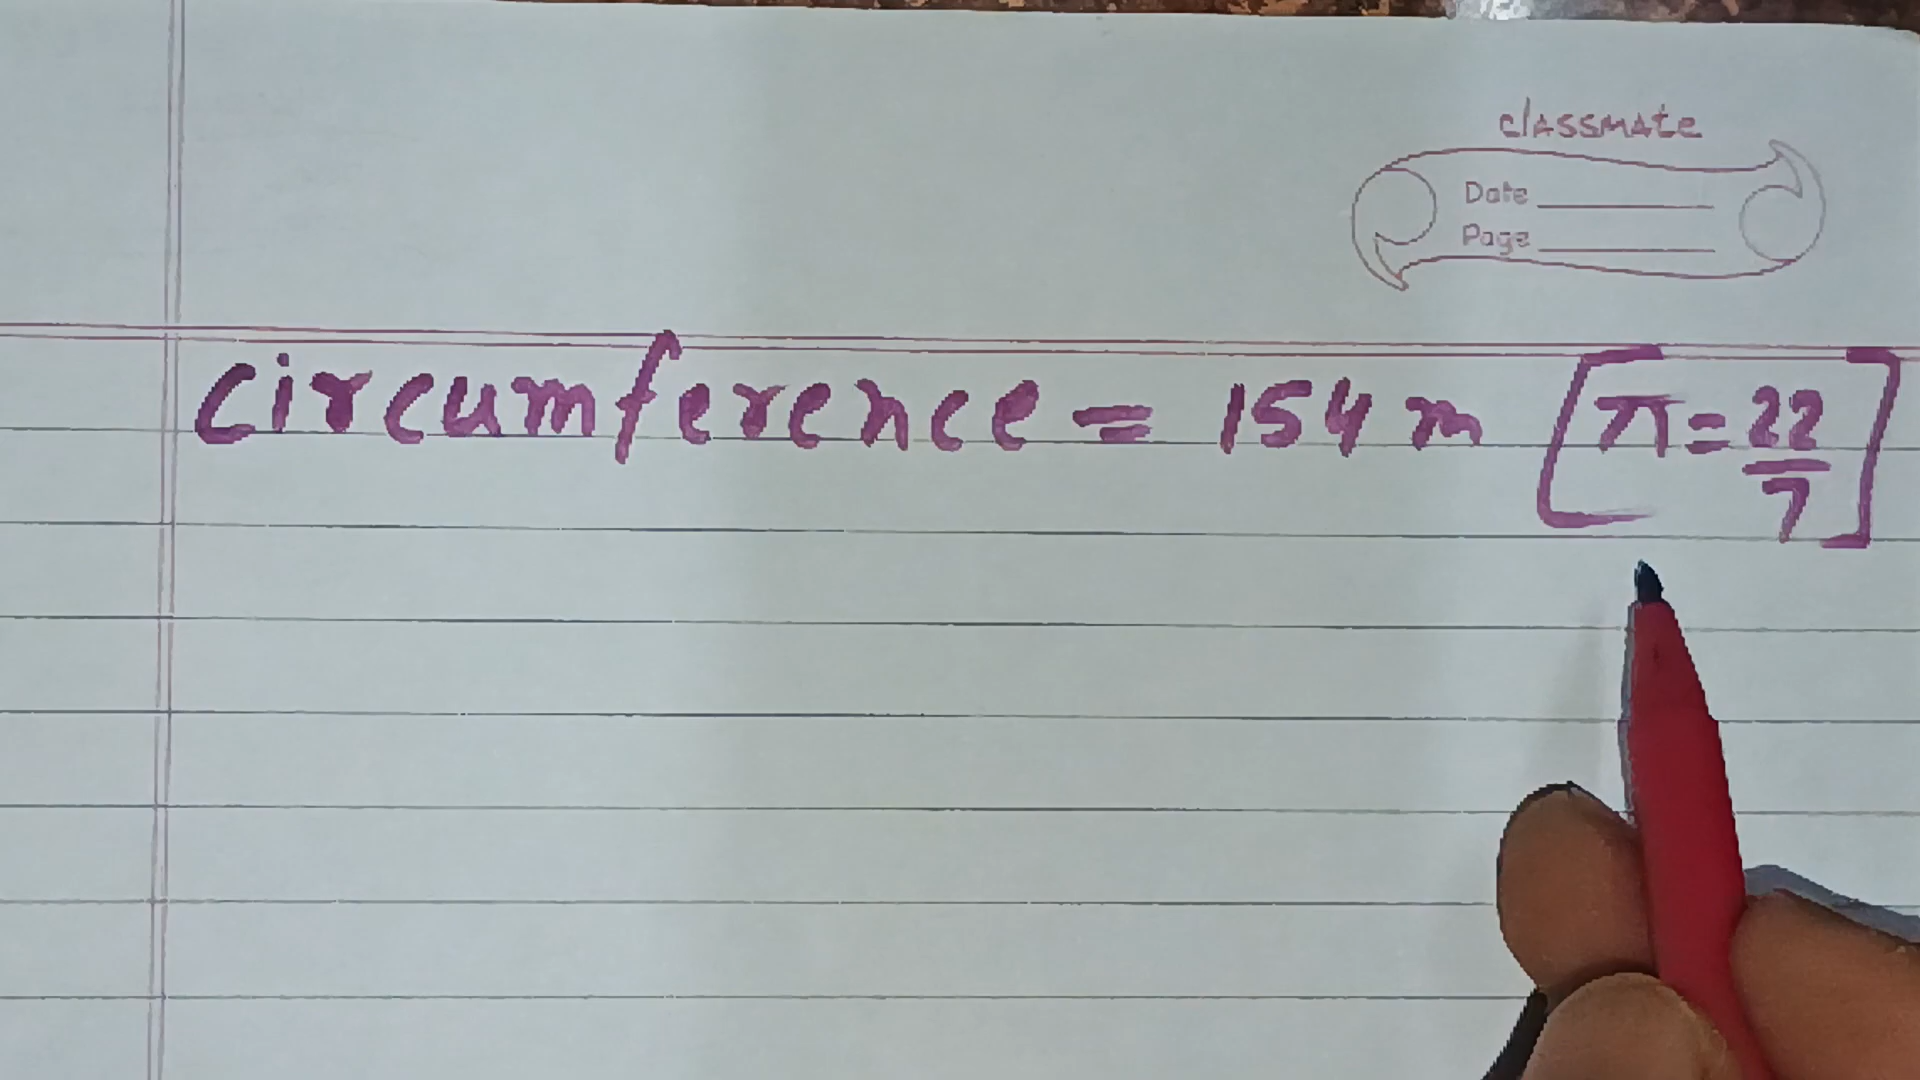 classmate
Date
Page
Circumference = 154 m [π = 22/7]